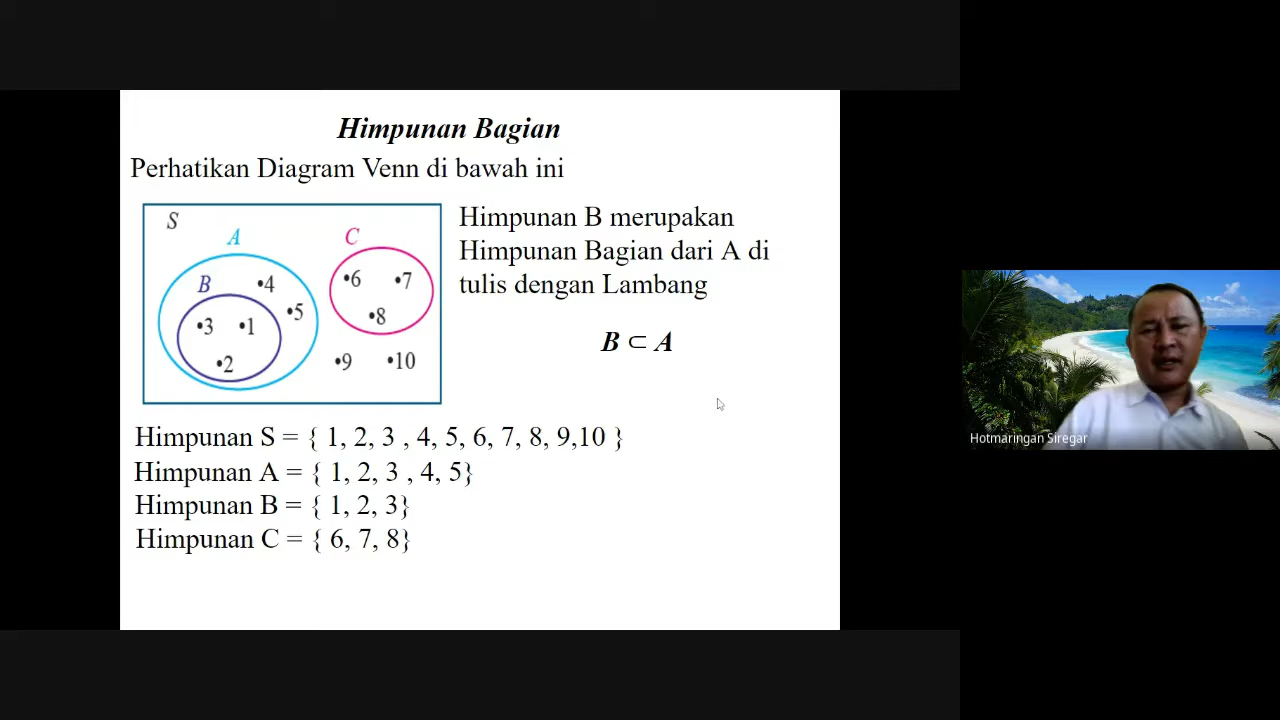 Himpunan Bagian
Perhatikan Diagram Venn di bawah ini
S
A
C
B
•4
•5
•3 •1
•2
•6 •7
•8
•9 •10
Himpunan B merupakan
Himpunan Bagian dari A di
tulis dengan Lambang
B ⊂ A
Himpunan S = { 1, 2, 3 , 4, 5, 6, 7, 8, 9,10 }
Himpunan A = { 1, 2, 3 , 4, 5}
Himpunan B = { 1, 2, 3}
Himpunan C = { 6, 7, 8}
Hotmaringan Siregar